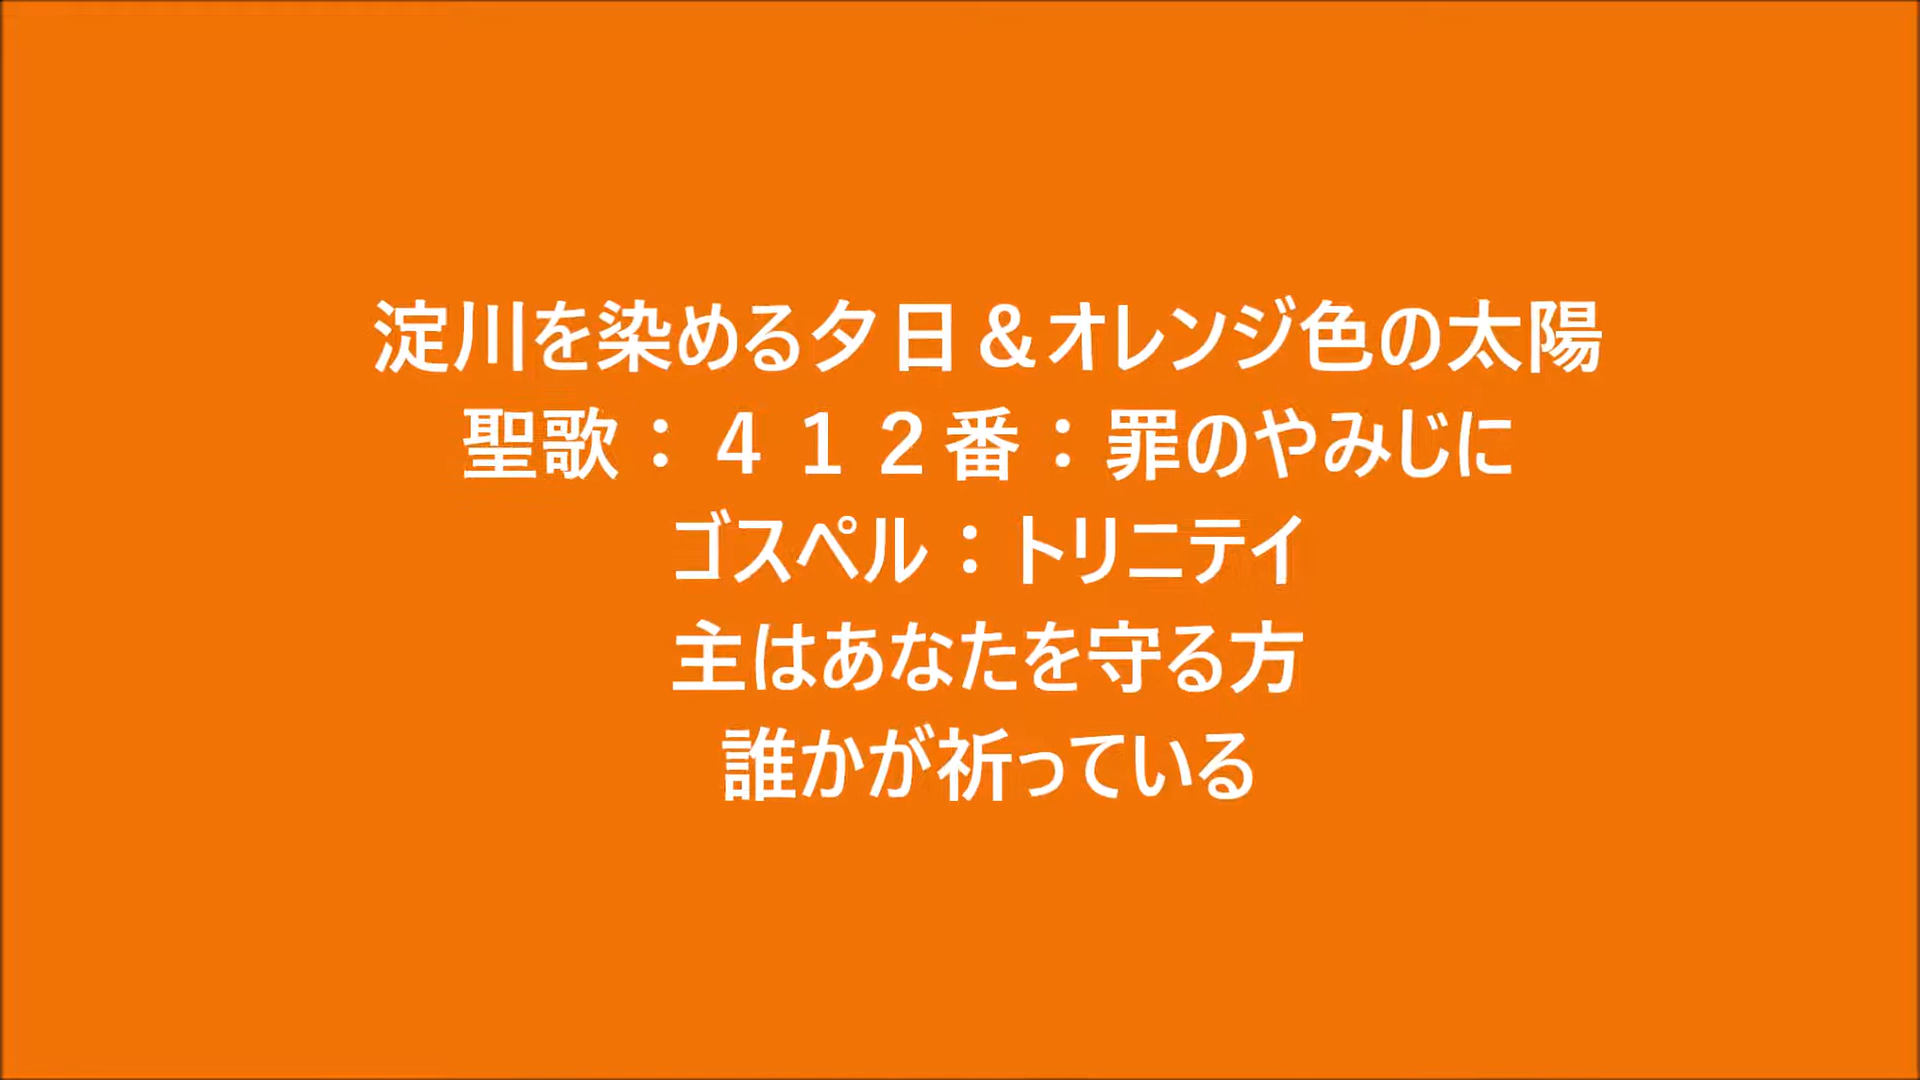 淀川を染める夕日＆オレンジ色の太陽
聖歌：４１２番：罪のやみじに
ゴスペル：トリニテイ
主はあなたを守る方
誰かが祈っている